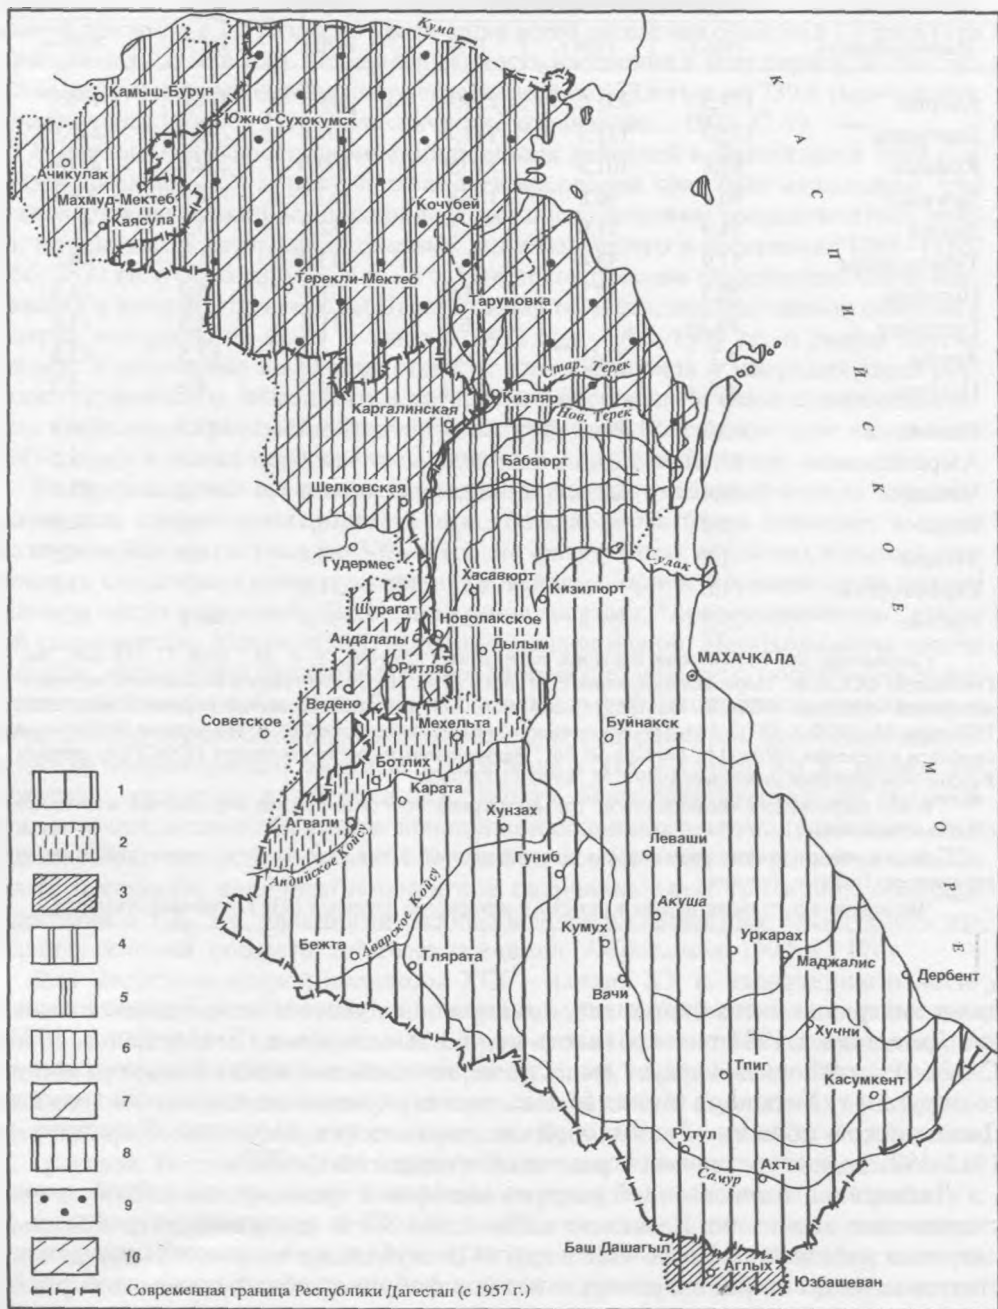 Кума
Камыш-Бурун
Южно-Сухокумск
Ачикулак
Махмуд-Мектеб
Каясула
Кочубей
Терекли-Мектеб
Тарумовка
КАСПИЙСКОЕ МОРЕ
Стар. Терек
Кизляр
Нов. Терек
Каргалинская
Бабаюрт
Шелковская
Сулак
Гудермес
Хасавюрт
Кизилюрт
Шурагат
Новолакское
Андалалы
Дылым
Ритляб
МАХАЧКАЛА
Ведено
Советское
Мехельта
Буйнакск
Ботлих
Карата
Агвали
Хунзах
Леваши
Гуниб
Андийское Койсу
Акуша
Аварское Койсу
Кумух
Уркарах
Бежта
Тлярата
Маджалис
Дербент
Вачи
Хучни
Тпиг
Касумкент
Рутул
Ахты
Самур
Баш Дашагыл
Аглых
Юзбашеван
1
2
3
4
5
6
7
8
9
10
Современная граница Республики Дагестан (с 1957 г.)